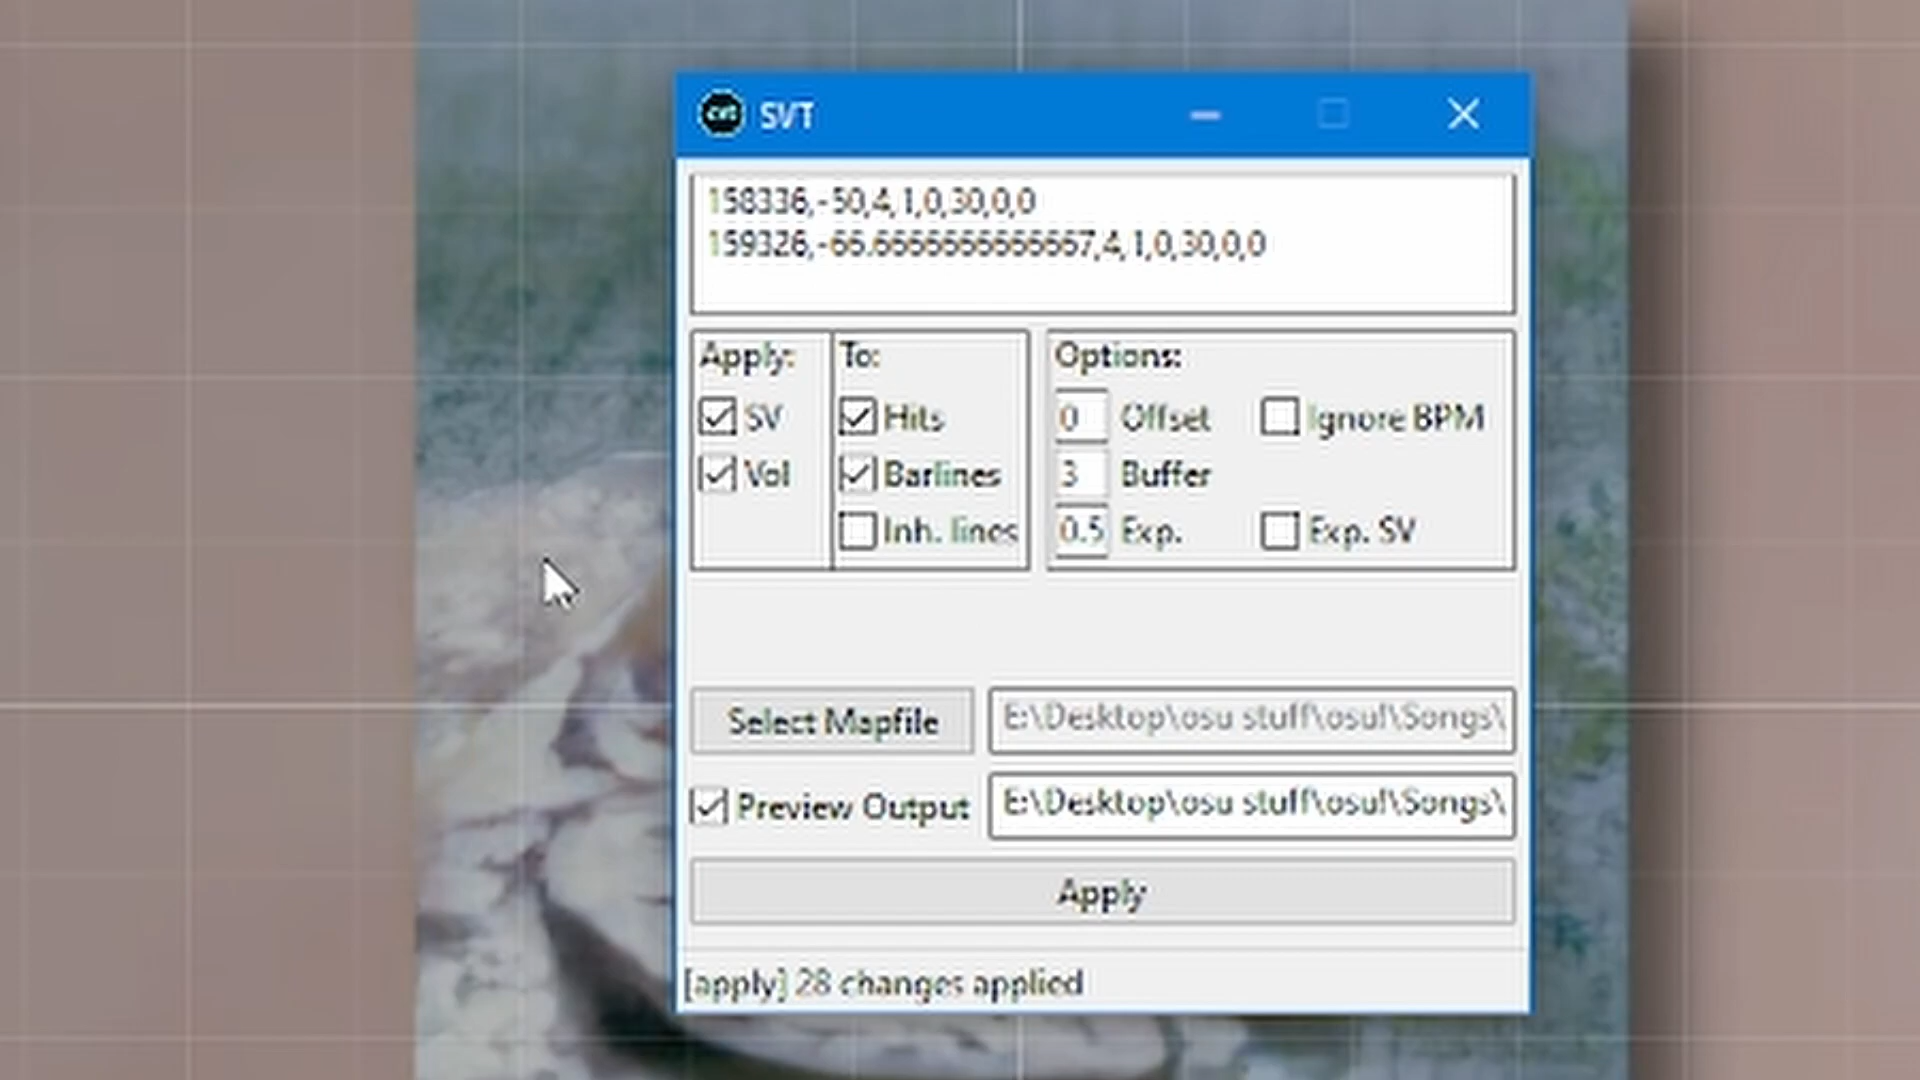 SVT
158336,-50,4,1,0,30,0,0
159326,-66.6666666666667,4,1,0,30,0,0
Apply:
SV
Vol
To:
Hits
Barlines
Inh. lines
Options:
0 Offset
Ignore BPM
3 Buffer
0.5 Exp.
Exp. SV
Select Mapfile
E:\Desktop\osu stuff\osu!\Songs\
Preview Output
E:\Desktop\osu stuff\osu!\Songs\
Apply
[apply] 28 changes applied